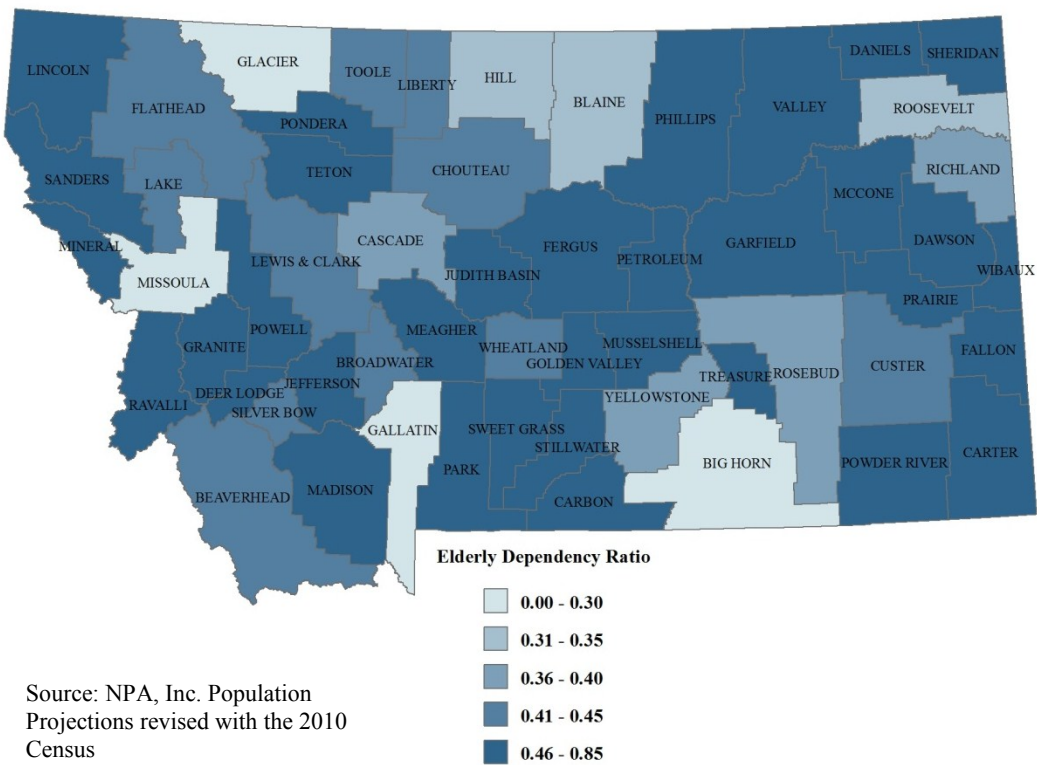 DANIELS
SHERIDAN
LINCOLN
GLACIER
TOOLE
LIBERTY
HILL
BLAINE
FLATHEAD
PHILLIPS
VALLEY
ROOSEVELT
PONDERA
RICHLAND
TETON
CHOUTEAU
SANDERS
LAKE
MCCONE
CASCADE
FERGUS
GARFIELD
DAWSON
MINERAL
LEWIS & CLARK
PETROLEUM
JUDITH BASIN
WIBAUX
MISSOULA
PRAIRIE
POWELL
MEAGHER
GRANITE
WHEATLAND
MUSSELSHELL
FALLON
BROADWATER
GOLDEN VALLEY
CUSTER
ROSEBUD
TREASURE
JEFFERSON
DEER LODGE
YELLOWSTONE
RAVALLI
SILVER BOW
GALLATIN
SWEET GRASS
STILLWATER
CARTER
PARK
BIG HORN
POWDER RIVER
MADISON
BEAVERHEAD
CARBON
Elderly Dependency Ratio
0.00 - 0.30
0.31 - 0.35
0.36 - 0.40
0.41 - 0.45
0.46 - 0.85
Source: NPA, Inc. Population
Projections revised with the 2010
Census